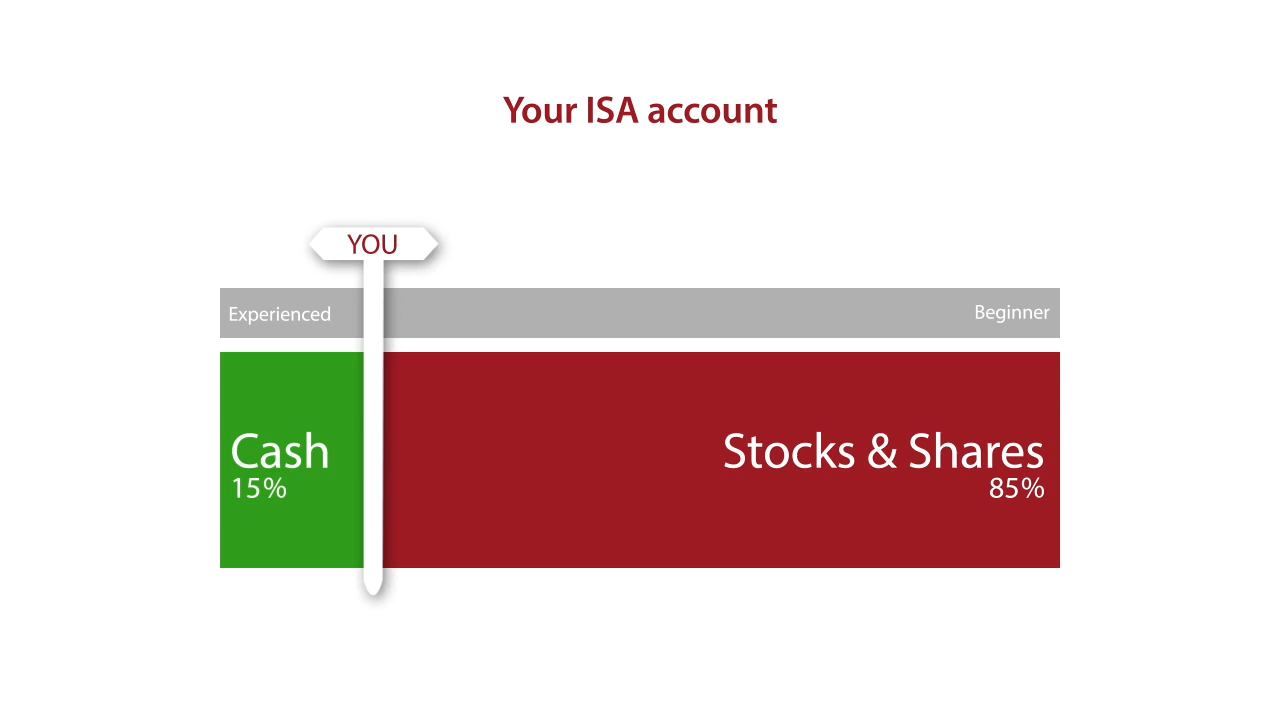 Your ISA account
YOU
Experienced
Beginner
Cash
15%
Stocks & Shares
85%